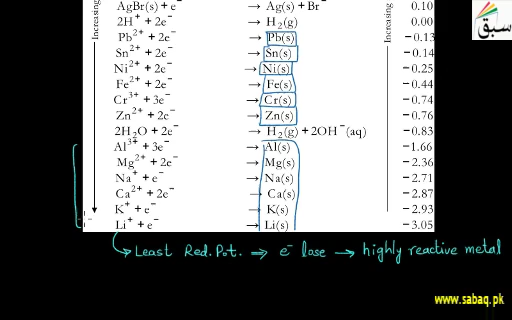 AgBr(s) + e⁻ → Ag(s) + Br⁻ 0.10
2H⁺ + 2e⁻ → H₂(g) 0.00
Pb²⁺ + 2e⁻ → Pb(s) −0.13
Sn²⁺ + 2e⁻ → Sn(s) −0.14
Ni²⁺ + 2e⁻ → Ni(s) −0.25
Fe²⁺ + 2e⁻ → Fe(s) −0.44
Cr³⁺ + 3e⁻ → Cr(s) −0.74
Zn²⁺ + 2e⁻ → Zn(s) −0.76
2H₂O + 2e⁻ → H₂(g) + 2OH⁻(aq) −0.83
Al³⁺ + 3e⁻ → Al(s) −1.66
Mg²⁺ + 2e⁻ → Mg(s) −2.36
Na⁺ + e⁻ → Na(s) −2.71
Ca²⁺ + 2e⁻ → Ca(s) −2.87
K⁺ + e⁻ → K(s) −2.93
Li⁺ + e⁻ → Li(s) −3.05
Increasing
Increasing
سبق
Least Red. Pot. ⇒ e⁻ lose → highly reactive metal
www.sabaq.pk